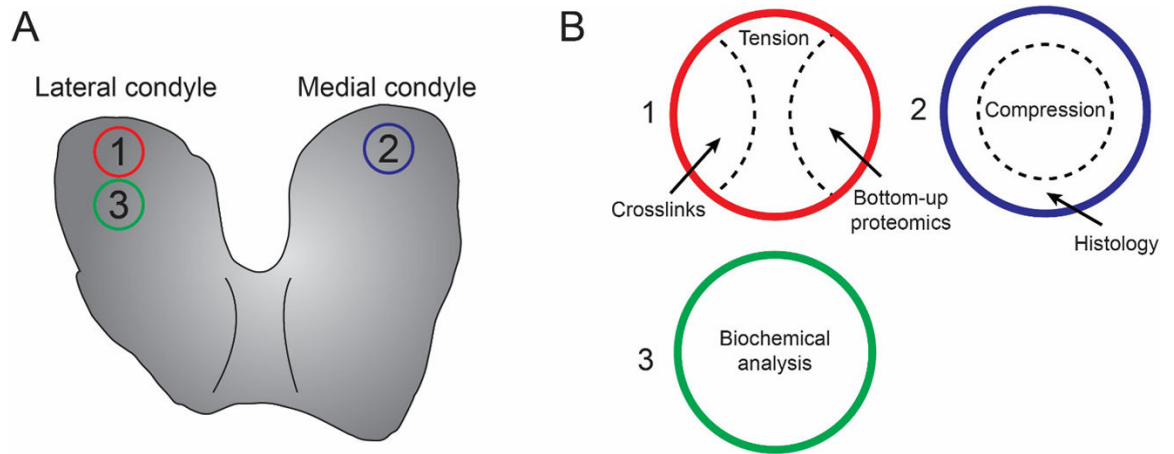 A
B
Lateral condyle
Medial condyle
1
2
3
1
Tension
Crosslinks
Bottom-up
proteomics
2
Compression
Histology
3
Biochemical
analysis